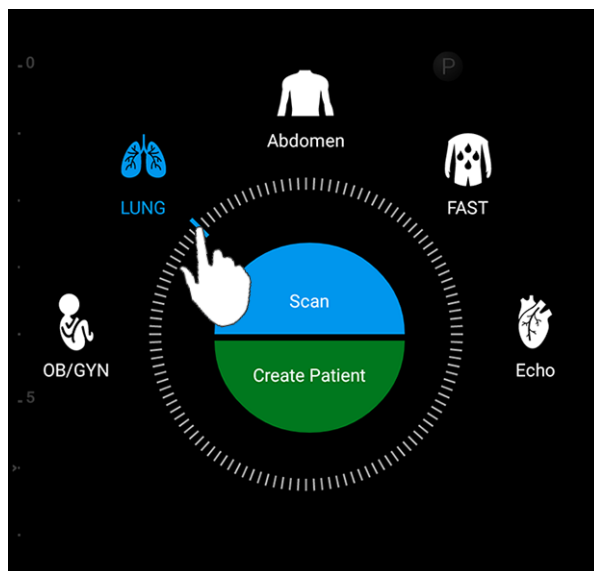 0
P
Abdomen
LUNG
FAST
Scan
OB/GYN
Echo
Create Patient
5